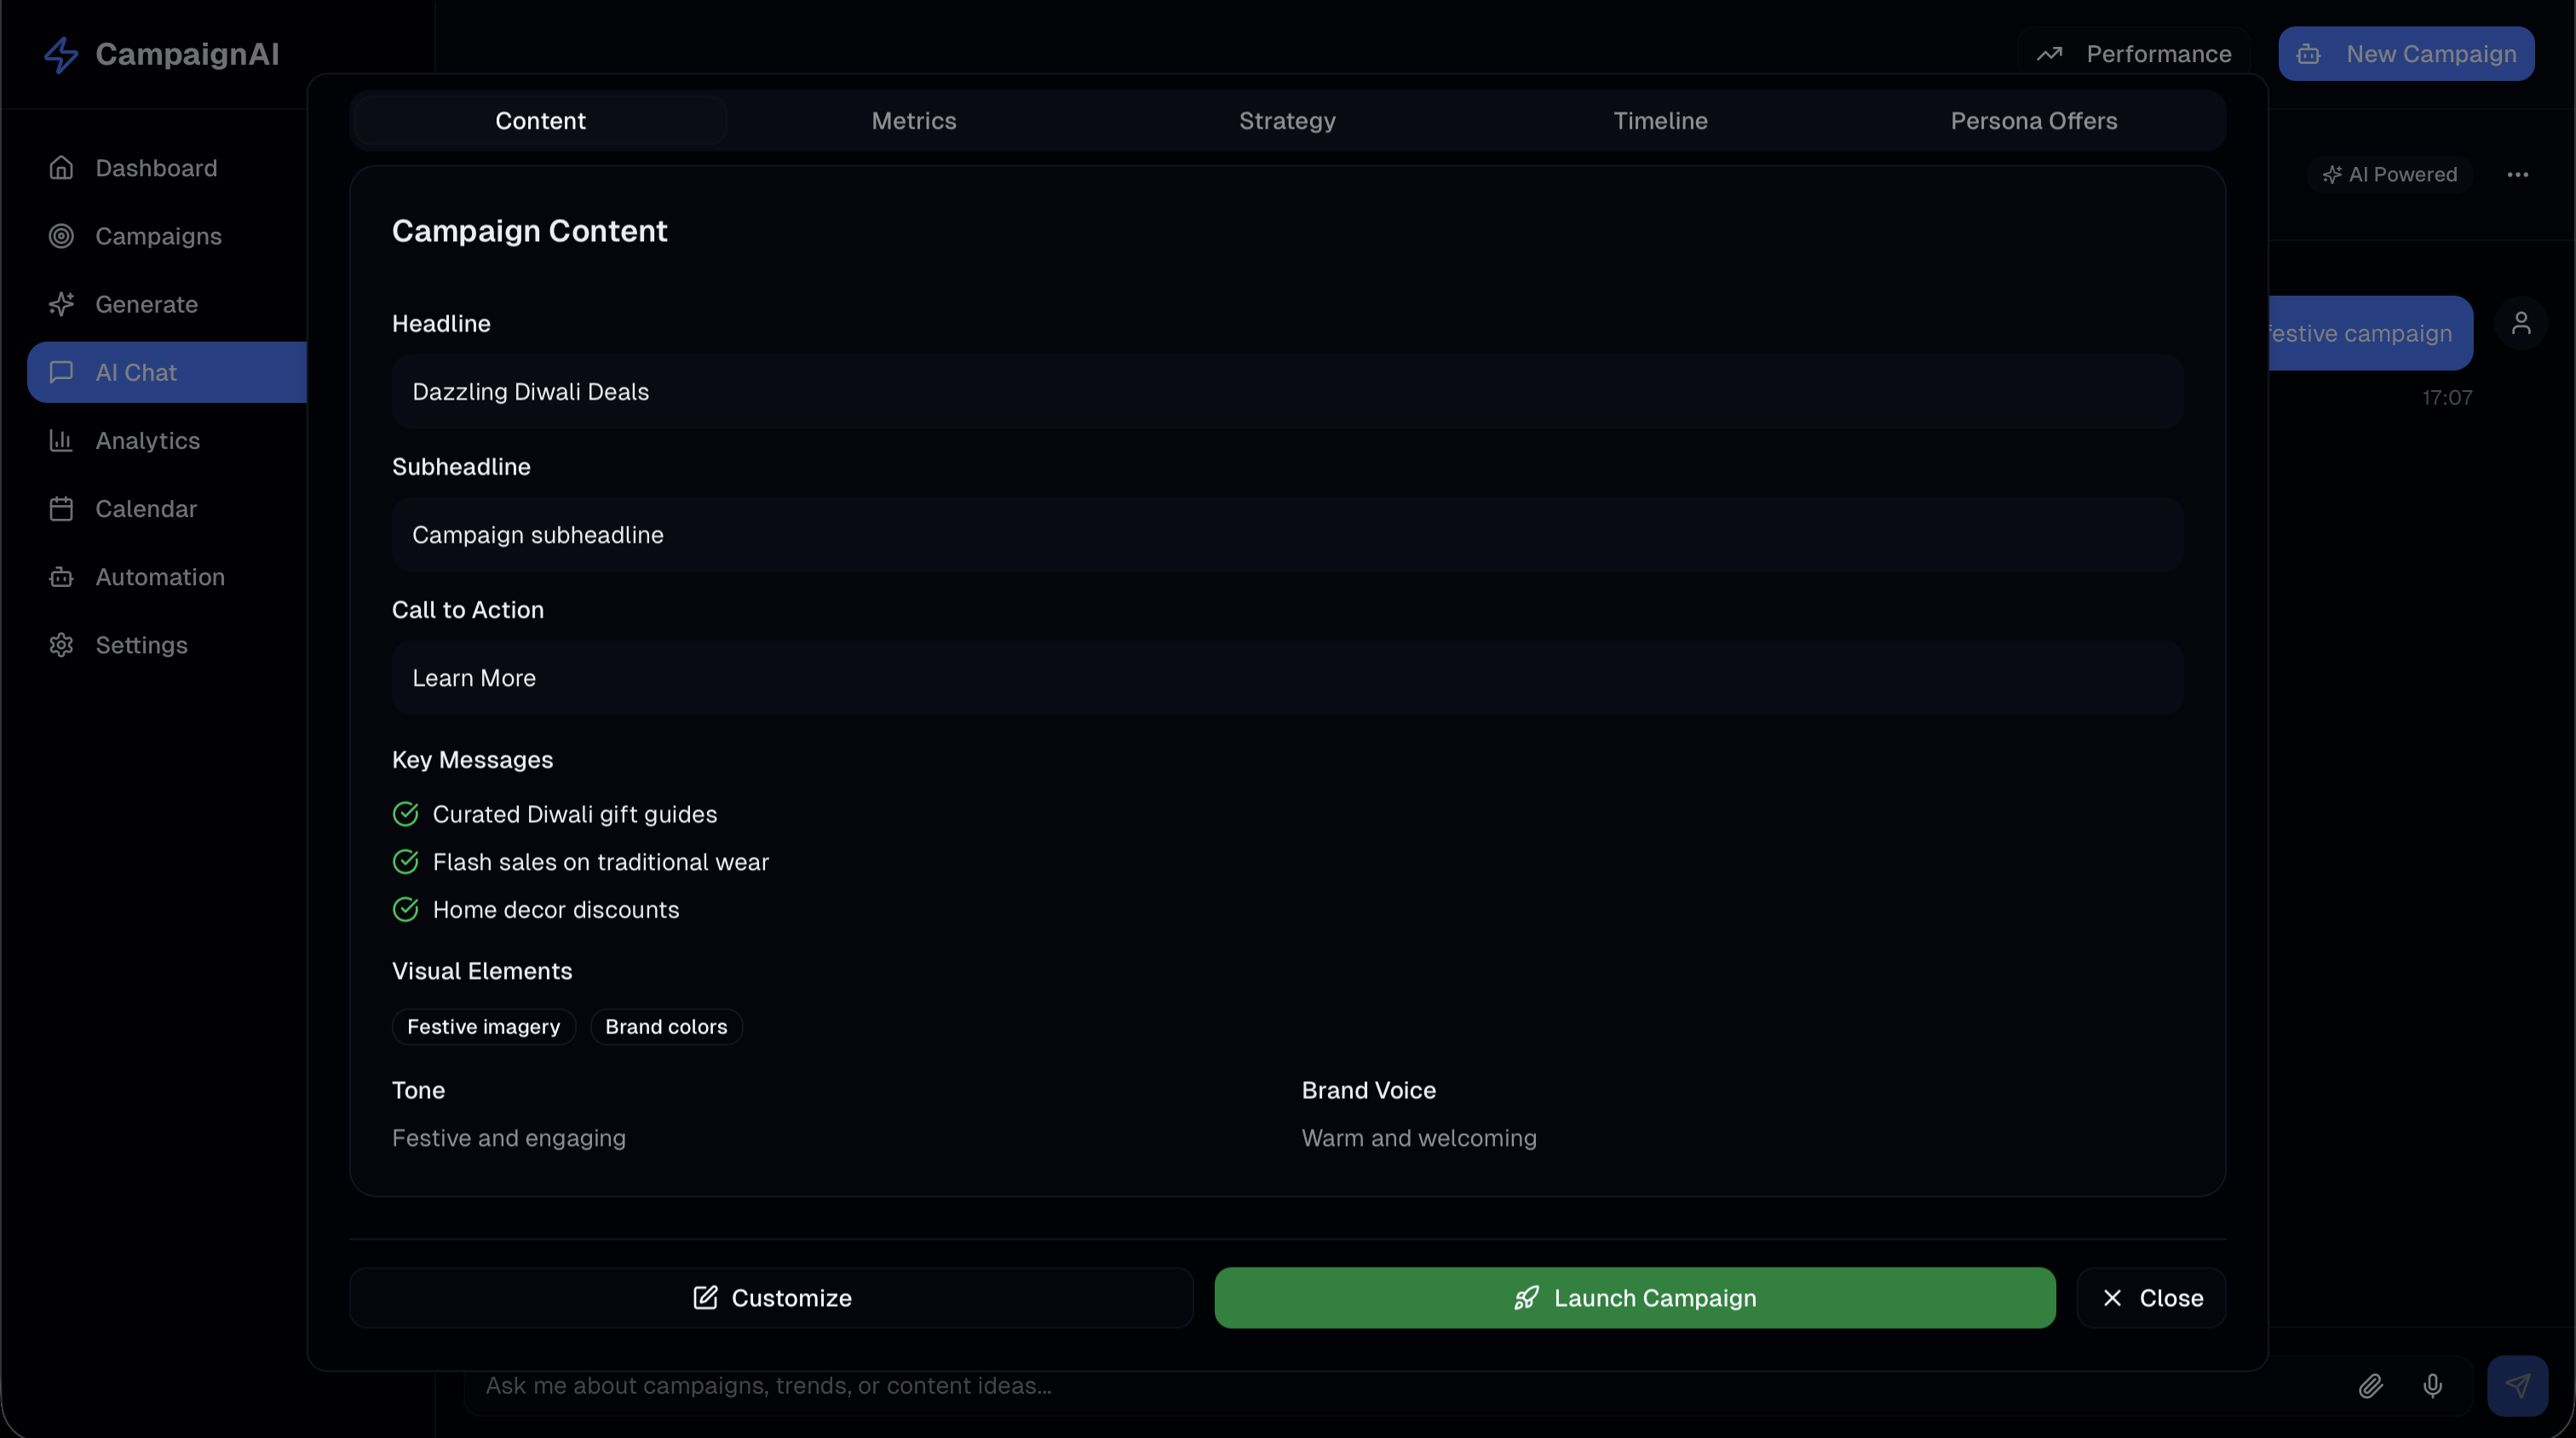 CampaignAI
Performance
New Campaign
Dashboard
Campaigns
Generate
AI Chat
Analytics
Calendar
Automation
Settings
AI Powered
festive campaign
17:07
Content
Metrics
Strategy
Timeline
Persona Offers
Campaign Content
Headline
Dazzling Diwali Deals
Subheadline
Campaign subheadline
Call to Action
Learn More
Key Messages
Curated Diwali gift guides
Flash sales on traditional wear
Home decor discounts
Visual Elements
Festive imagery
Brand colors
Tone
Festive and engaging
Brand Voice
Warm and welcoming
Customize
Launch Campaign
Close
Ask me about campaigns, trends, or content ideas...